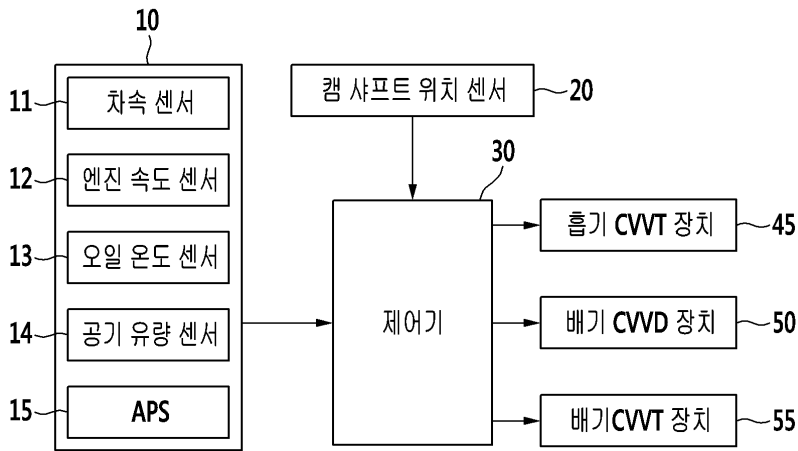 10
11 차속 센서
12 엔진 속도 센서
13 오일 온도 센서
14 공기 유량 센서
15 APS
캠 샤프트 위치 센서 20
30
제어기
흡기 CVVT 장치 45
배기 CVVD 장치 50
배기CVVT 장치 55